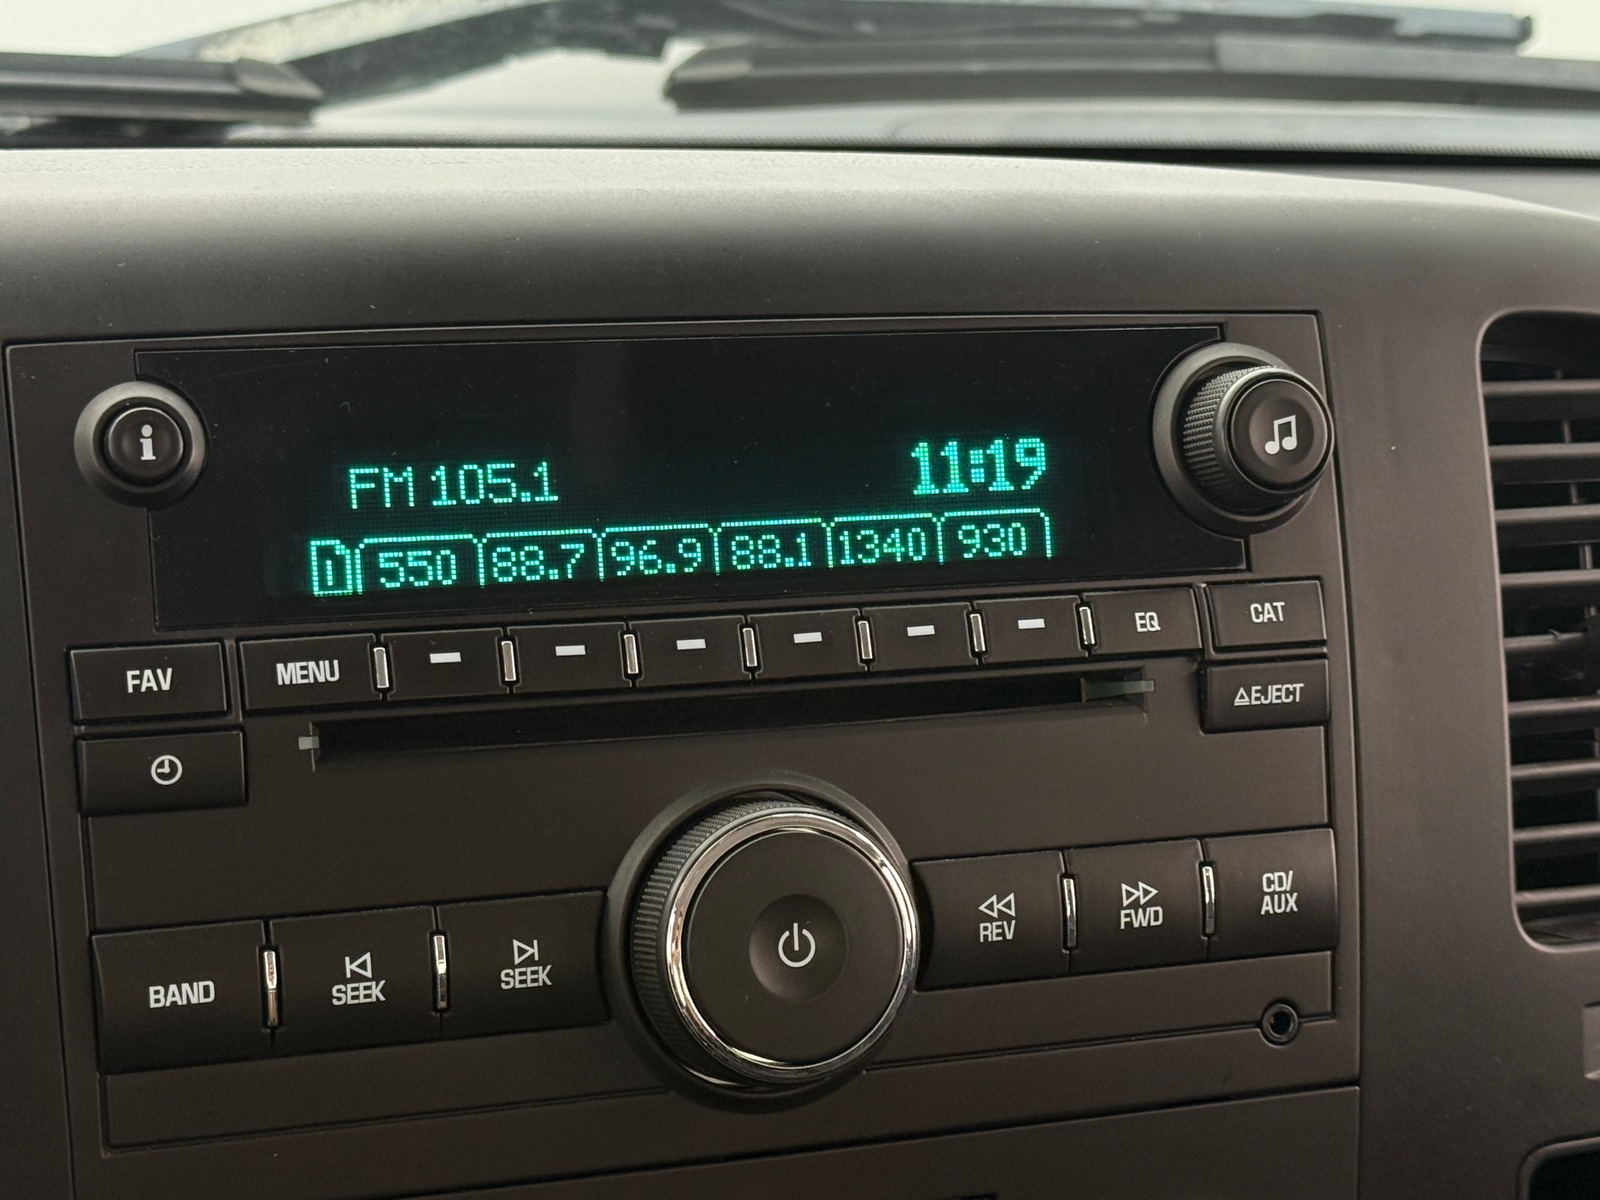 i
FM 105.1 11:19
1 550 88.7 96.9 88.1 1340 930
FAV MENU EQ CAT
EJECT
BAND SEEK SEEK REV FWD CD/
AUX